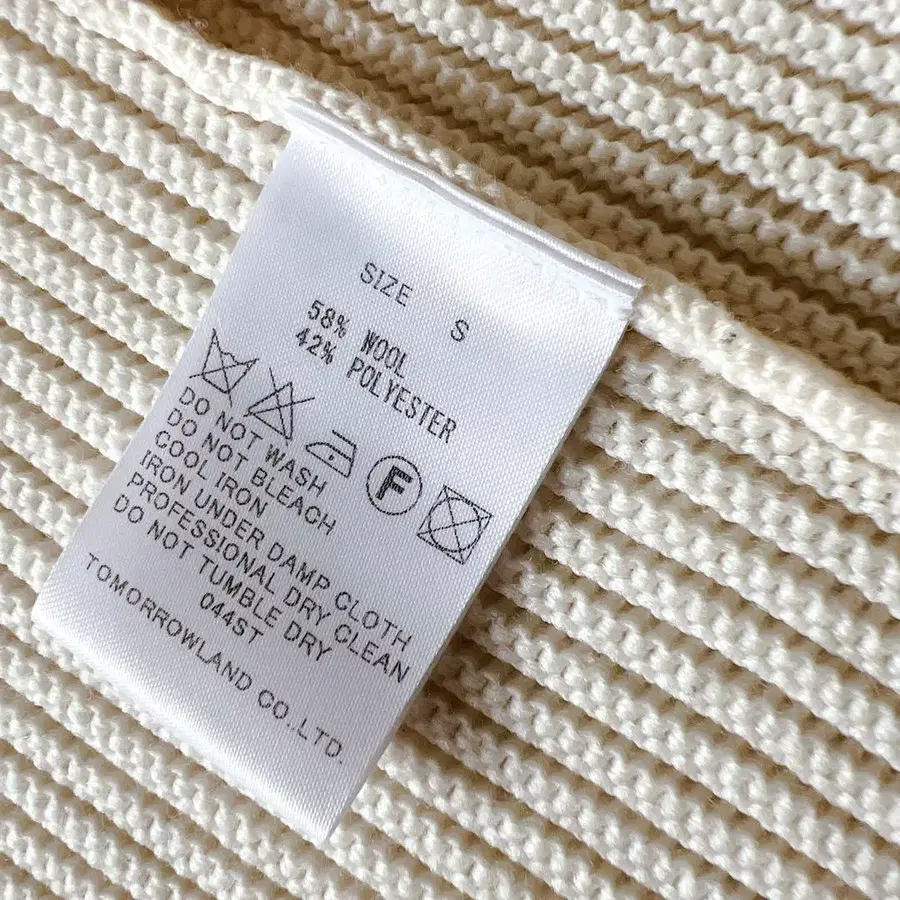 SIZE S
58% WOOL
42% POLYESTER
F
DO NOT WASH
DO NOT BLEACH
COOL IRON
IRON UNDER DAMP CLOTH
PROFESSIONAL DRY CLEAN
DO NOT TUMBLE DRY
044ST
TOMORROWLAND CO.,LTD.